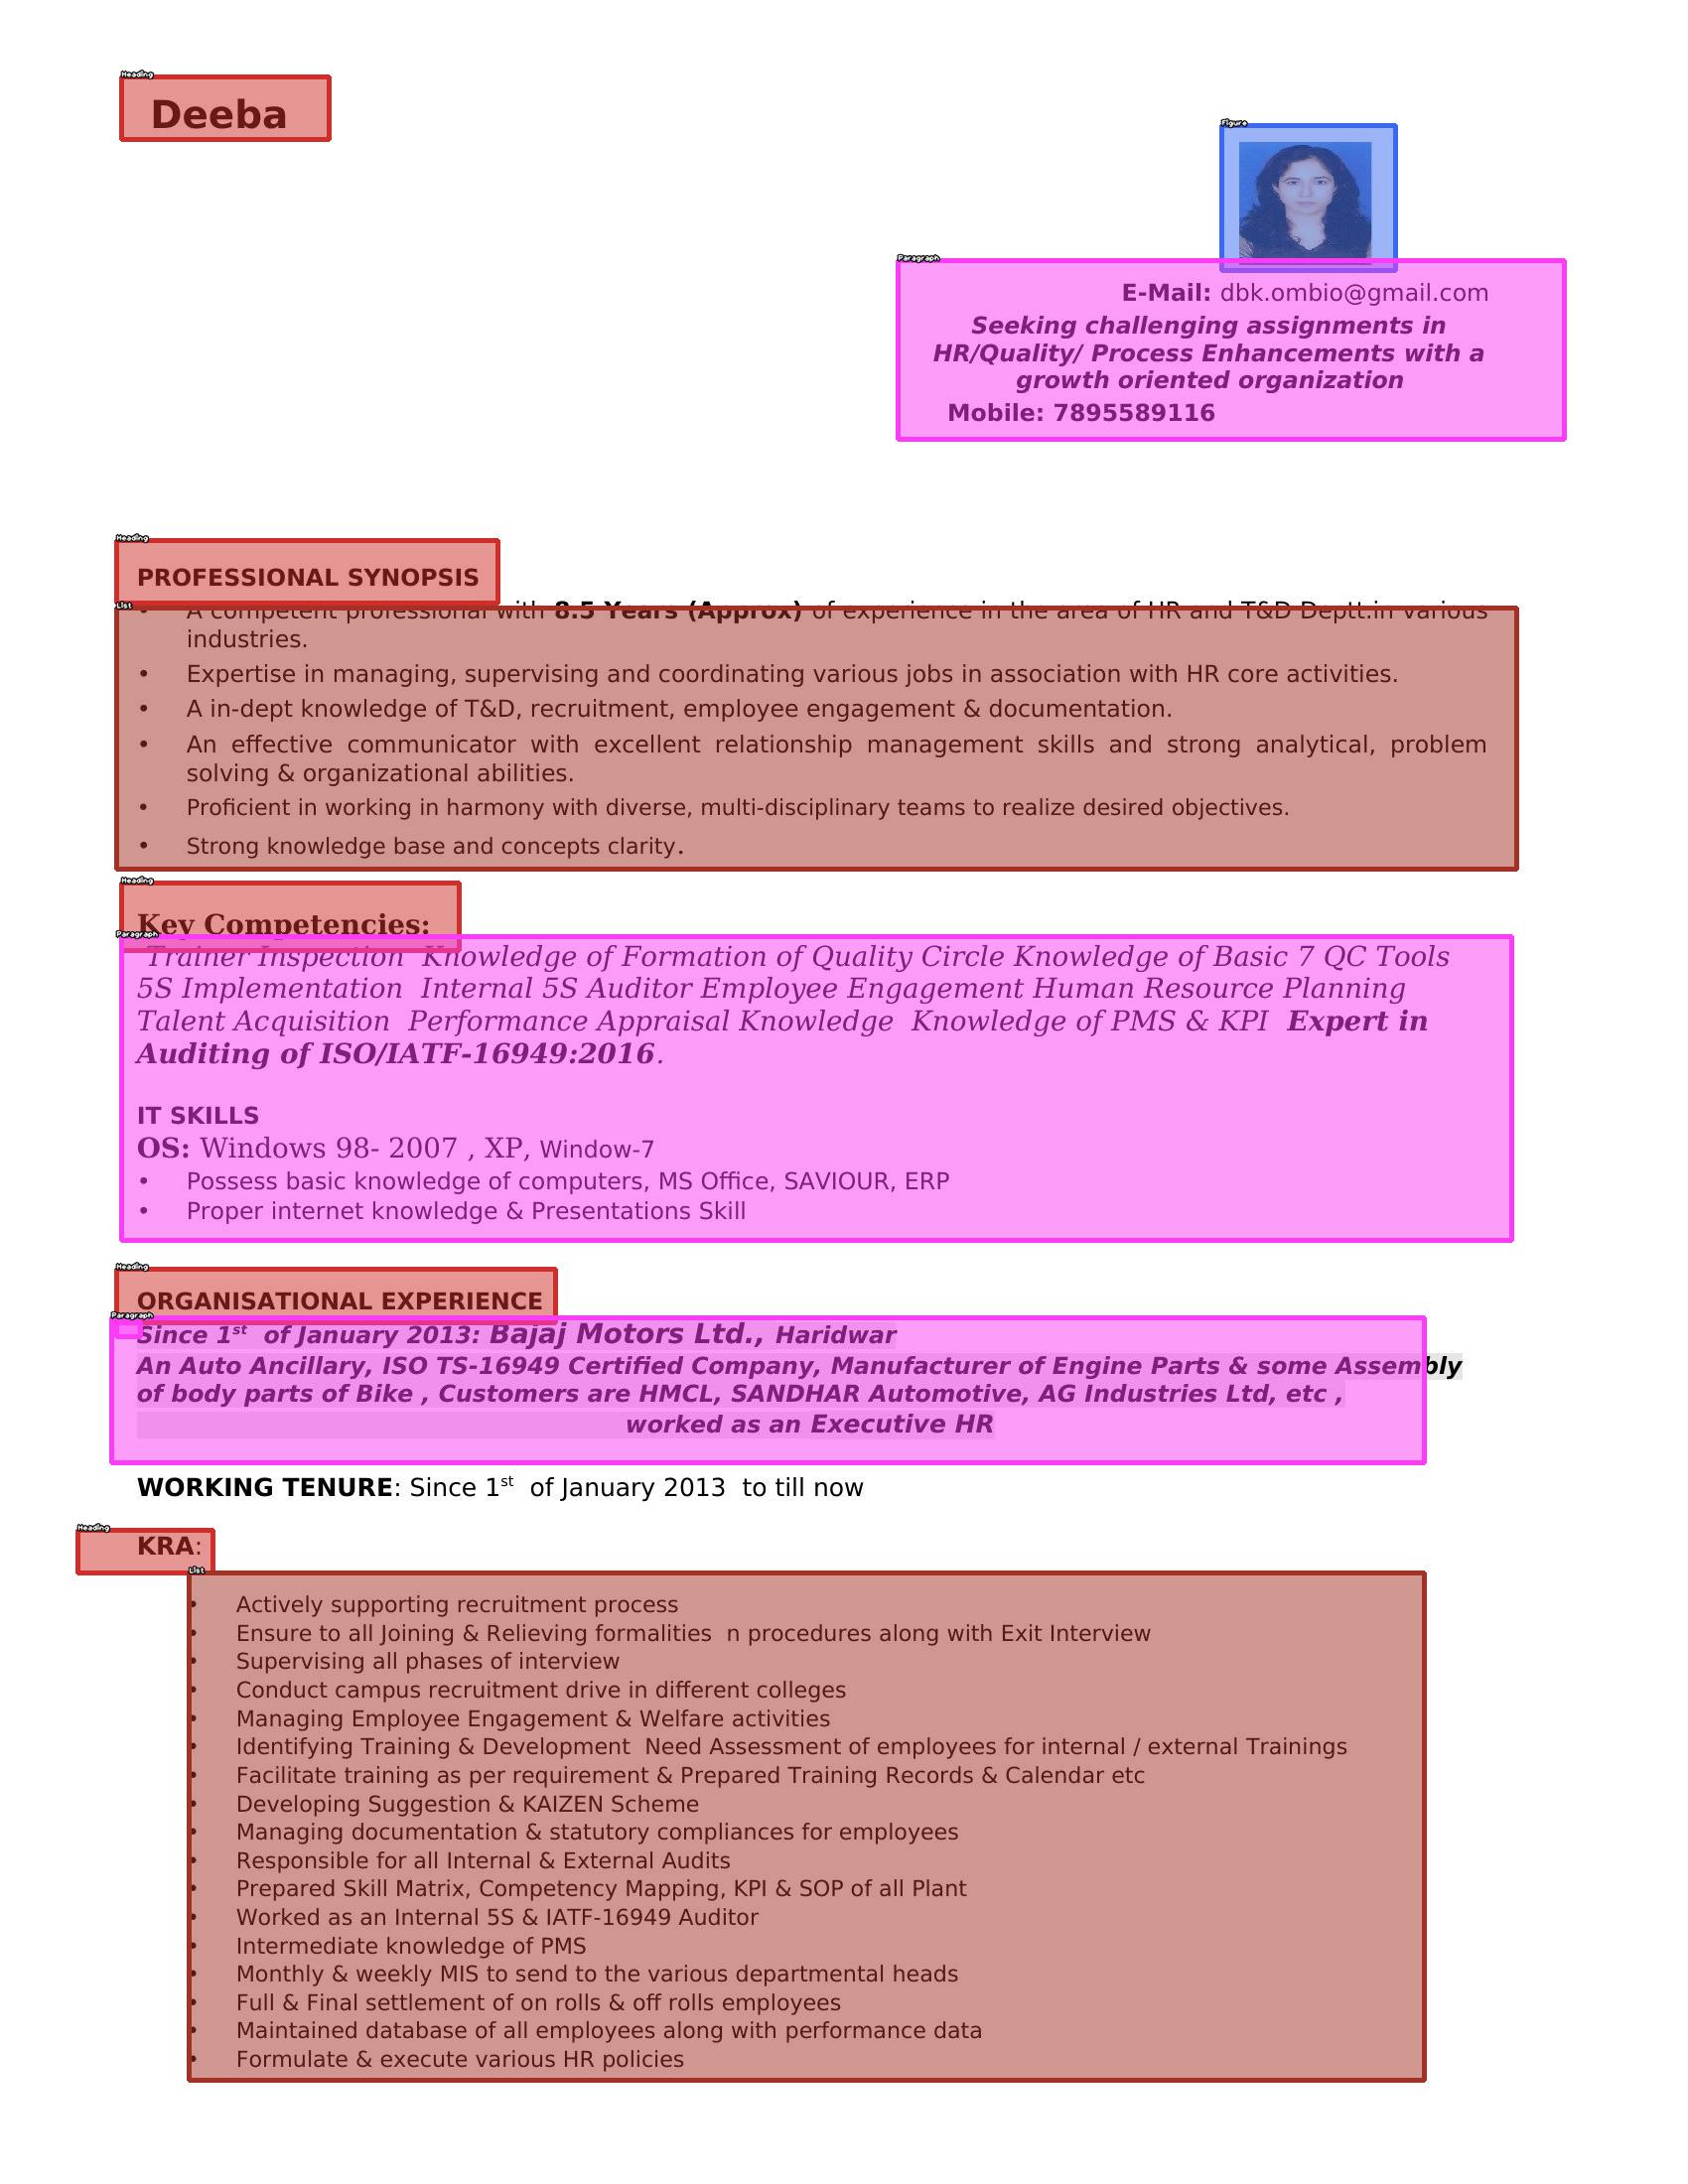 Heading
Deeba
Figure
Paragraph
E-Mail: dbk.ombio@gmail.com
Seeking challenging assignments in
HR/Quality/ Process Enhancements with a
growth oriented organization
Mobile: 7895589116
Heading
PROFESSIONAL SYNOPSIS
List
• A competent professional with 8.5 Years (Approx) of experience in the area of HR and T&D Deptt.in various
industries.
• Expertise in managing, supervising and coordinating various jobs in association with HR core activities.
• A in-dept knowledge of T&D, recruitment, employee engagement & documentation.
• An effective communicator with excellent relationship management skills and strong analytical, problem
solving & organizational abilities.
• Proficient in working in harmony with diverse, multi-disciplinary teams to realize desired objectives.
• Strong knowledge base and concepts clarity.
Heading
Key Competencies:
Paragraph
Trainer Inspection Knowledge of Formation of Quality Circle Knowledge of Basic 7 QC Tools
5S Implementation Internal 5S Auditor Employee Engagement Human Resource Planning
Talent Acquisition Performance Appraisal Knowledge Knowledge of PMS & KPI Expert in
Auditing of ISO/IATF-16949:2016.
IT SKILLS
OS: Windows 98- 2007 , XP, Window-7
• Possess basic knowledge of computers, MS Office, SAVIOUR, ERP
• Proper internet knowledge & Presentations Skill
Heading
ORGANISATIONAL EXPERIENCE
Paragraph
Since 1st of January 2013: Bajaj Motors Ltd., Haridwar
An Auto Ancillary, ISO TS-16949 Certified Company, Manufacturer of Engine Parts & some Assembly
of body parts of Bike , Customers are HMCL, SANDHAR Automotive, AG Industries Ltd, etc ,
worked as an Executive HR
WORKING TENURE: Since 1st of January 2013 to till now
Heading
KRA:
List
• Actively supporting recruitment process
• Ensure to all Joining & Relieving formalities n procedures along with Exit Interview
• Supervising all phases of interview
• Conduct campus recruitment drive in different colleges
• Managing Employee Engagement & Welfare activities
• Identifying Training & Development Need Assessment of employees for internal / external Trainings
• Facilitate training as per requirement & Prepared Training Records & Calendar etc
• Developing Suggestion & KAIZEN Scheme
• Managing documentation & statutory compliances for employees
• Responsible for all Internal & External Audits
• Prepared Skill Matrix, Competency Mapping, KPI & SOP of all Plant
• Worked as an Internal 5S & IATF-16949 Auditor
• Intermediate knowledge of PMS
• Monthly & weekly MIS to send to the various departmental heads
• Full & Final settlement of on rolls & off rolls employees
• Maintained database of all employees along with performance data
• Formulate & execute various HR policies